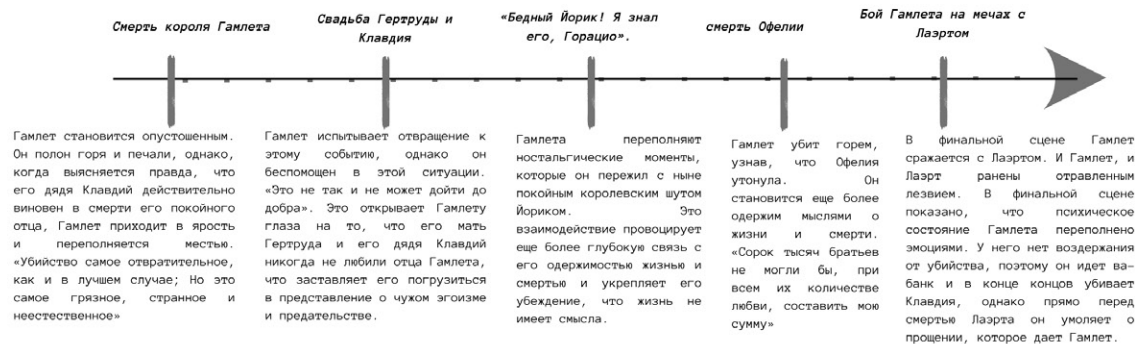 Смерть короля Гамлета
Гамлет становится опустошенным.
Он полон горя и печали, однако,
когда выясняется правда, что
его дядя Клавдий действительно
виновен в смерти его покойного
отца, Гамлет приходит в ярость
и переполняется местью.
«Убийство самое отвратительное,
как и в лучшем случае; Но это
самое грязное, странное и
неестественное»
Свадьба Гертруды и
Клавдия
Гамлет испытывает отвращение к
этому событию, однако он
беспомощен в этой ситуации.
«Это не так и не может дойти до
добра». Это открывает Гамлету
глаза на то, что его мать
Гертруда и его дядя Клавдий
никогда не любили отца Гамлета,
что заставляет его погрузиться
в представление о чужом эгоизме
и предательстве.
«Бедный Йорик! Я знал
его, Горацио».
Гамлета переполняют
ностальгические моменты,
которые он пережил с ныне
покойным королевским шутом
Йориком. Это
взаимодействие провоцирует
еще более глубокую связь с
его одержимостью жизнью и
смертью и укрепляет его
убеждение, что жизнь не
имеет смысла.
смерть Офелии
Гамлет убит горем,
узнав, что Офелия
утонула. Он
становится еще более
одержим мыслями о
жизни и смерти.
«Сорок тысяч братьев
не могли бы, при
всем их количестве
любви, составить мою
сумму»
Бой Гамлета на мечах с
Лаэртом
В финальной сцене Гамлет
сражается с Лаэртом. И Гамлет, и
Лаэрт ранены отравленным
лезвием. В финальной сцене
показано, что психическое
состояние Гамлета переполнено
эмоциями. У него нет воздержания
от убийства, поэтому он идет ва-
банк и в конце концов убивает
Клавдия, однако прямо перед
смертью Лаэрта он умоляет о
прощении, которое дает Гамлет.